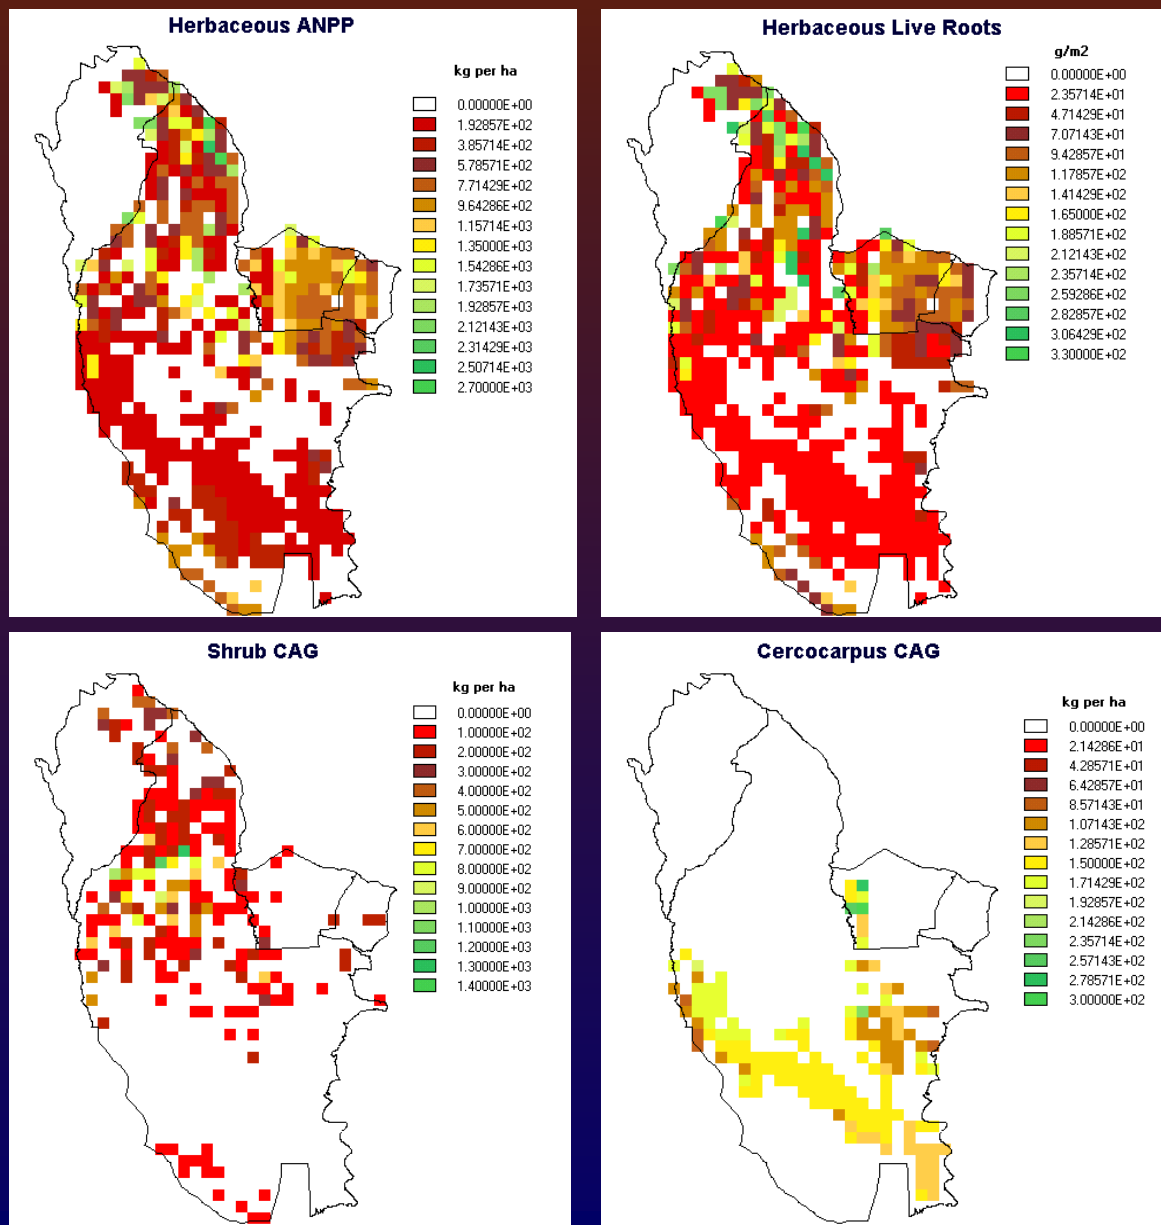 Herbaceous ANPP
kg per ha
0.00000E+00
1.92857E+02
3.85714E+02
5.78571E+02
7.71429E+02
9.64286E+02
1.15714E+03
1.35000E+03
1.54286E+03
1.73571E+03
1.92857E+03
2.12143E+03
2.31429E+03
2.50714E+03
2.70000E+03
Herbaceous Live Roots
g/m2
0.00000E+00
2.35714E+01
4.71429E+01
7.07143E+01
9.42857E+01
1.17857E+02
1.41429E+02
1.65000E+02
1.88571E+02
2.12143E+02
2.35714E+02
2.59286E+02
2.82857E+02
3.06429E+02
3.30000E+02
Shrub CAG
kg per ha
0.00000E+00
1.00000E+02
2.00000E+02
3.00000E+02
4.00000E+02
5.00000E+02
6.00000E+02
7.00000E+02
8.00000E+02
9.00000E+02
1.00000E+03
1.10000E+03
1.20000E+03
1.30000E+03
1.40000E+03
Cercocarpus CAG
kg per ha
0.00000E+00
2.14286E+01
4.28571E+01
6.42857E+01
8.57143E+01
1.07143E+02
1.28571E+02
1.50000E+02
1.71429E+02
1.92857E+02
2.14286E+02
2.35714E+02
2.57143E+02
2.78571E+02
3.00000E+02